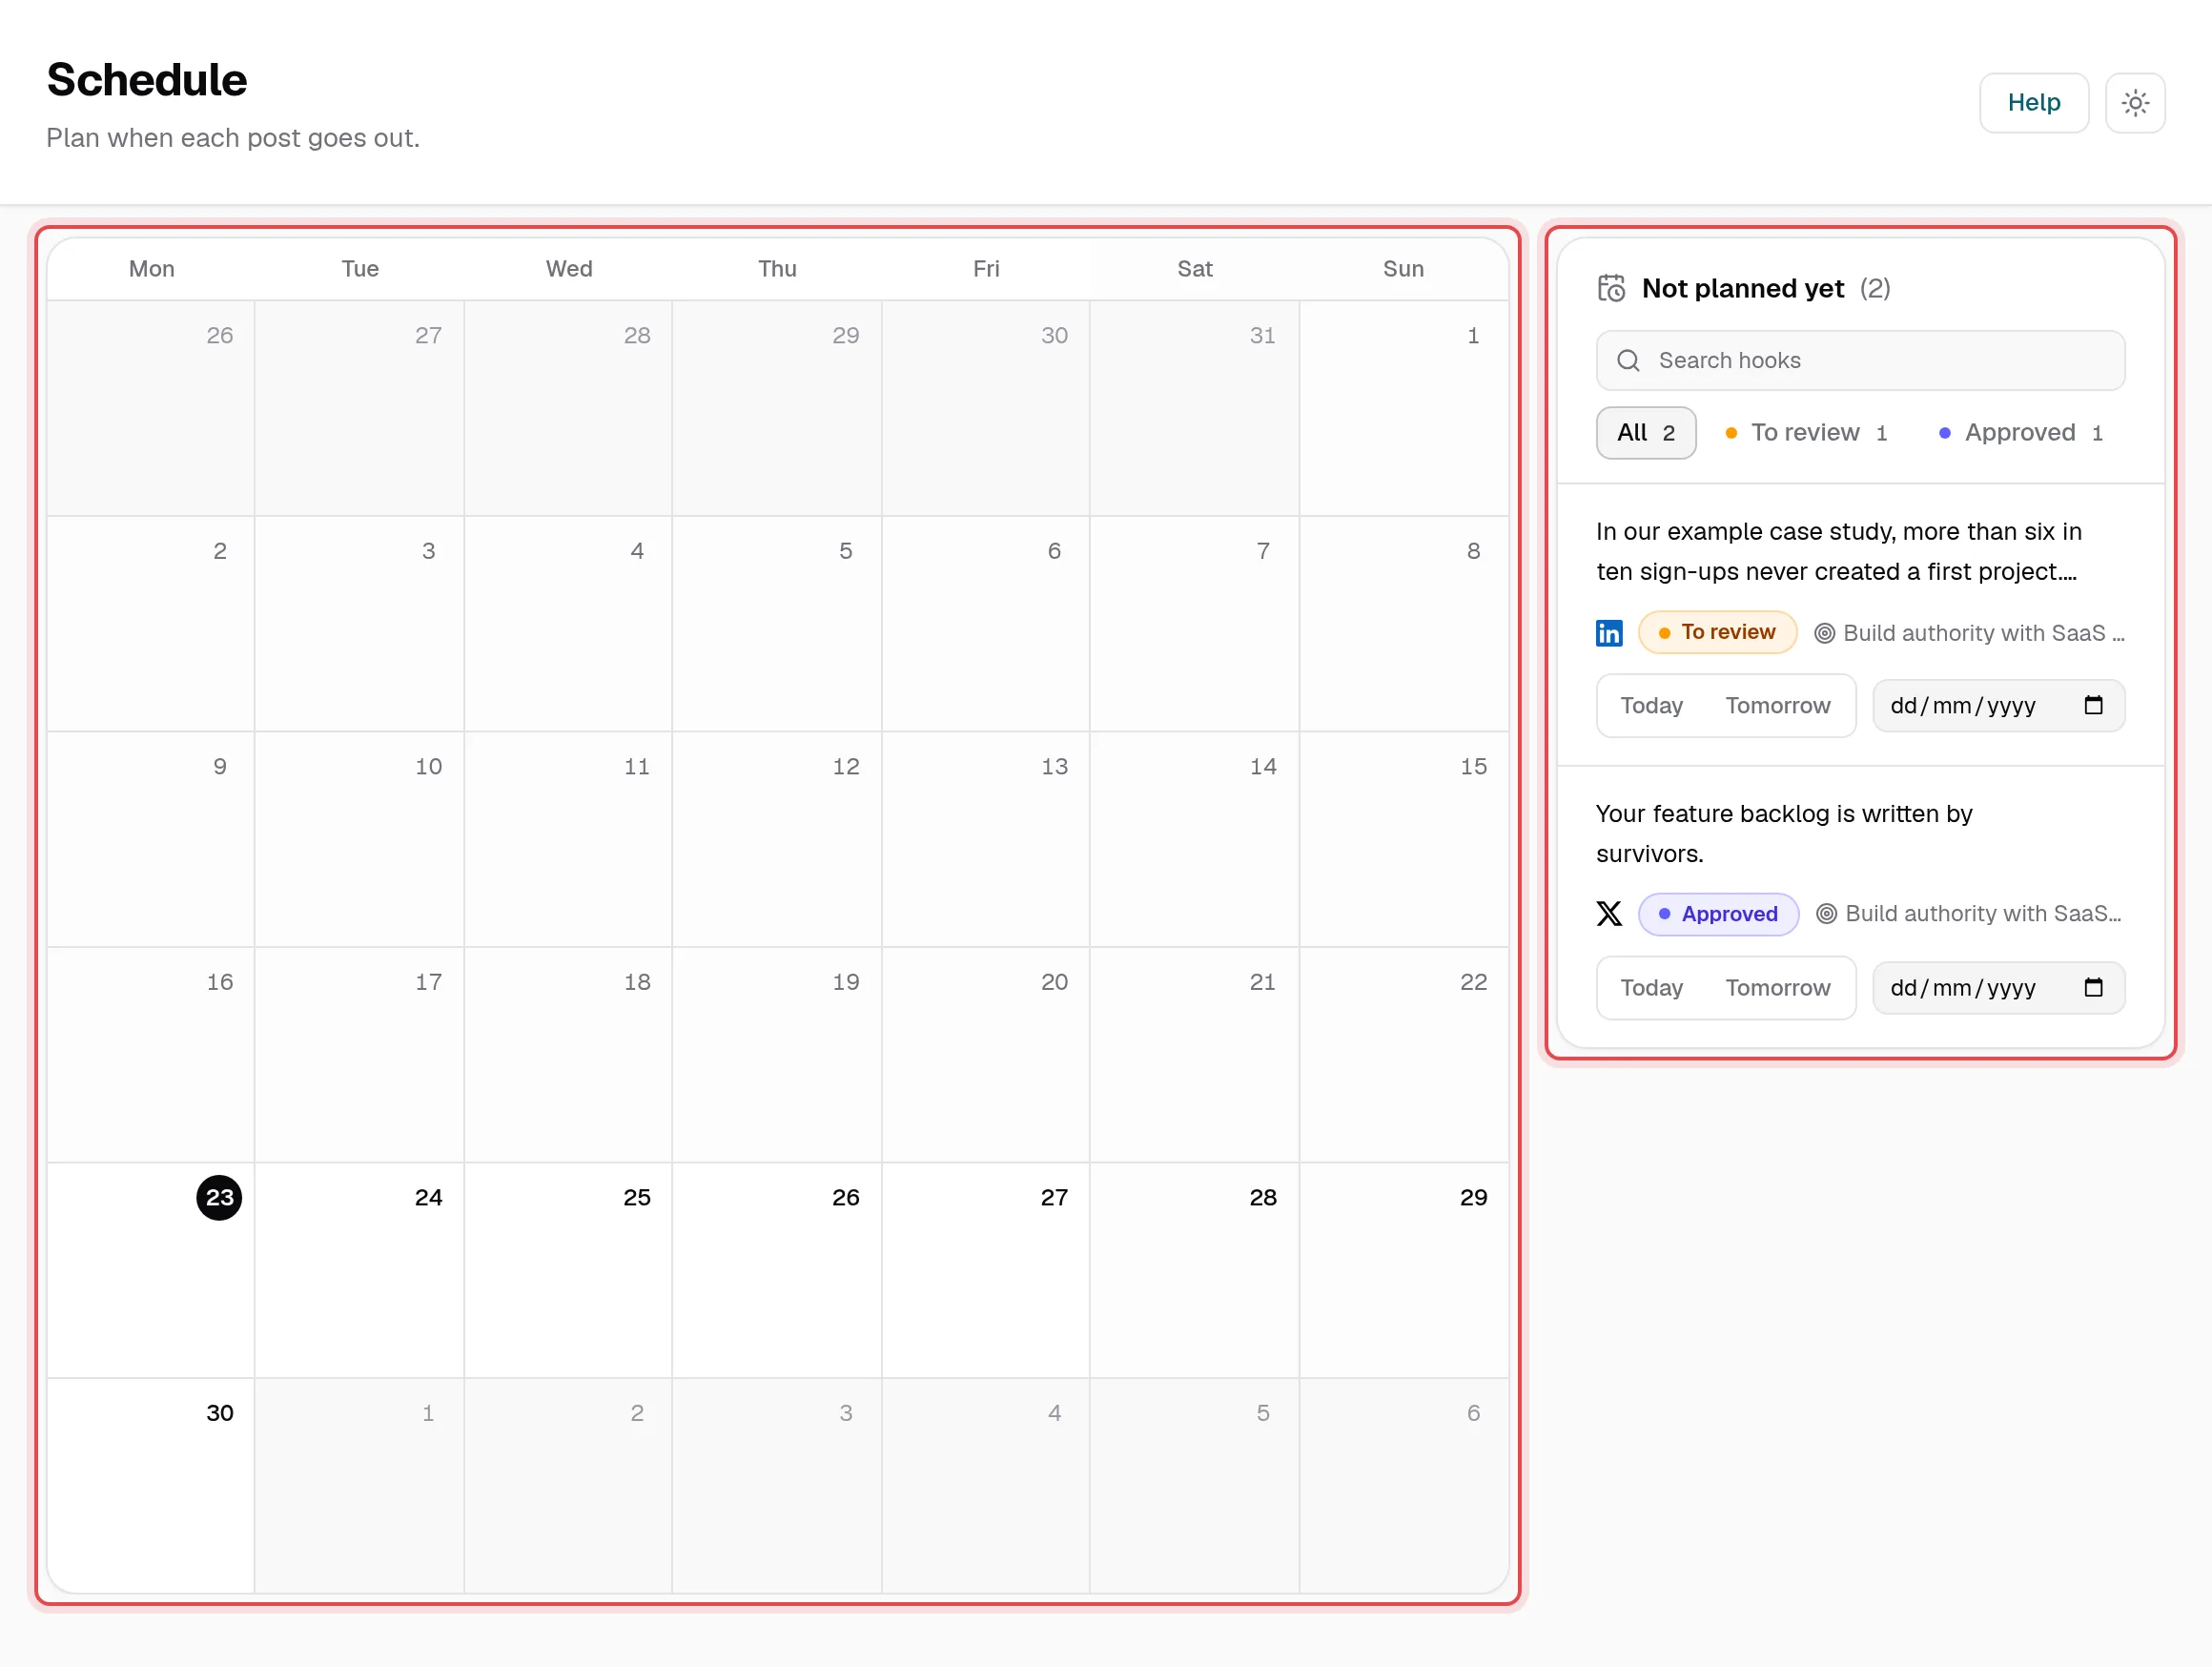 Schedule
Plan when each post goes out.
Help
Mon Tue Wed Thu Fri Sat Sun
26 27 28 29 30 31 1
2 3 4 5 6 7 8
9 10 11 12 13 14 15
16 17 18 19 20 21 22
23 24 25 26 27 28 29
30 1 2 3 4 5 6
Not planned yet (2)
Search hooks
All 2 To review 1 Approved 1
In our example case study, more than six in
ten sign-ups never created a first project....
in To review Build authority with SaaS ...
Today Tomorrow dd/mm/yyyy
Your feature backlog is written by
survivors.
X Approved Build authority with SaaS...
Today Tomorrow dd/mm/yyyy